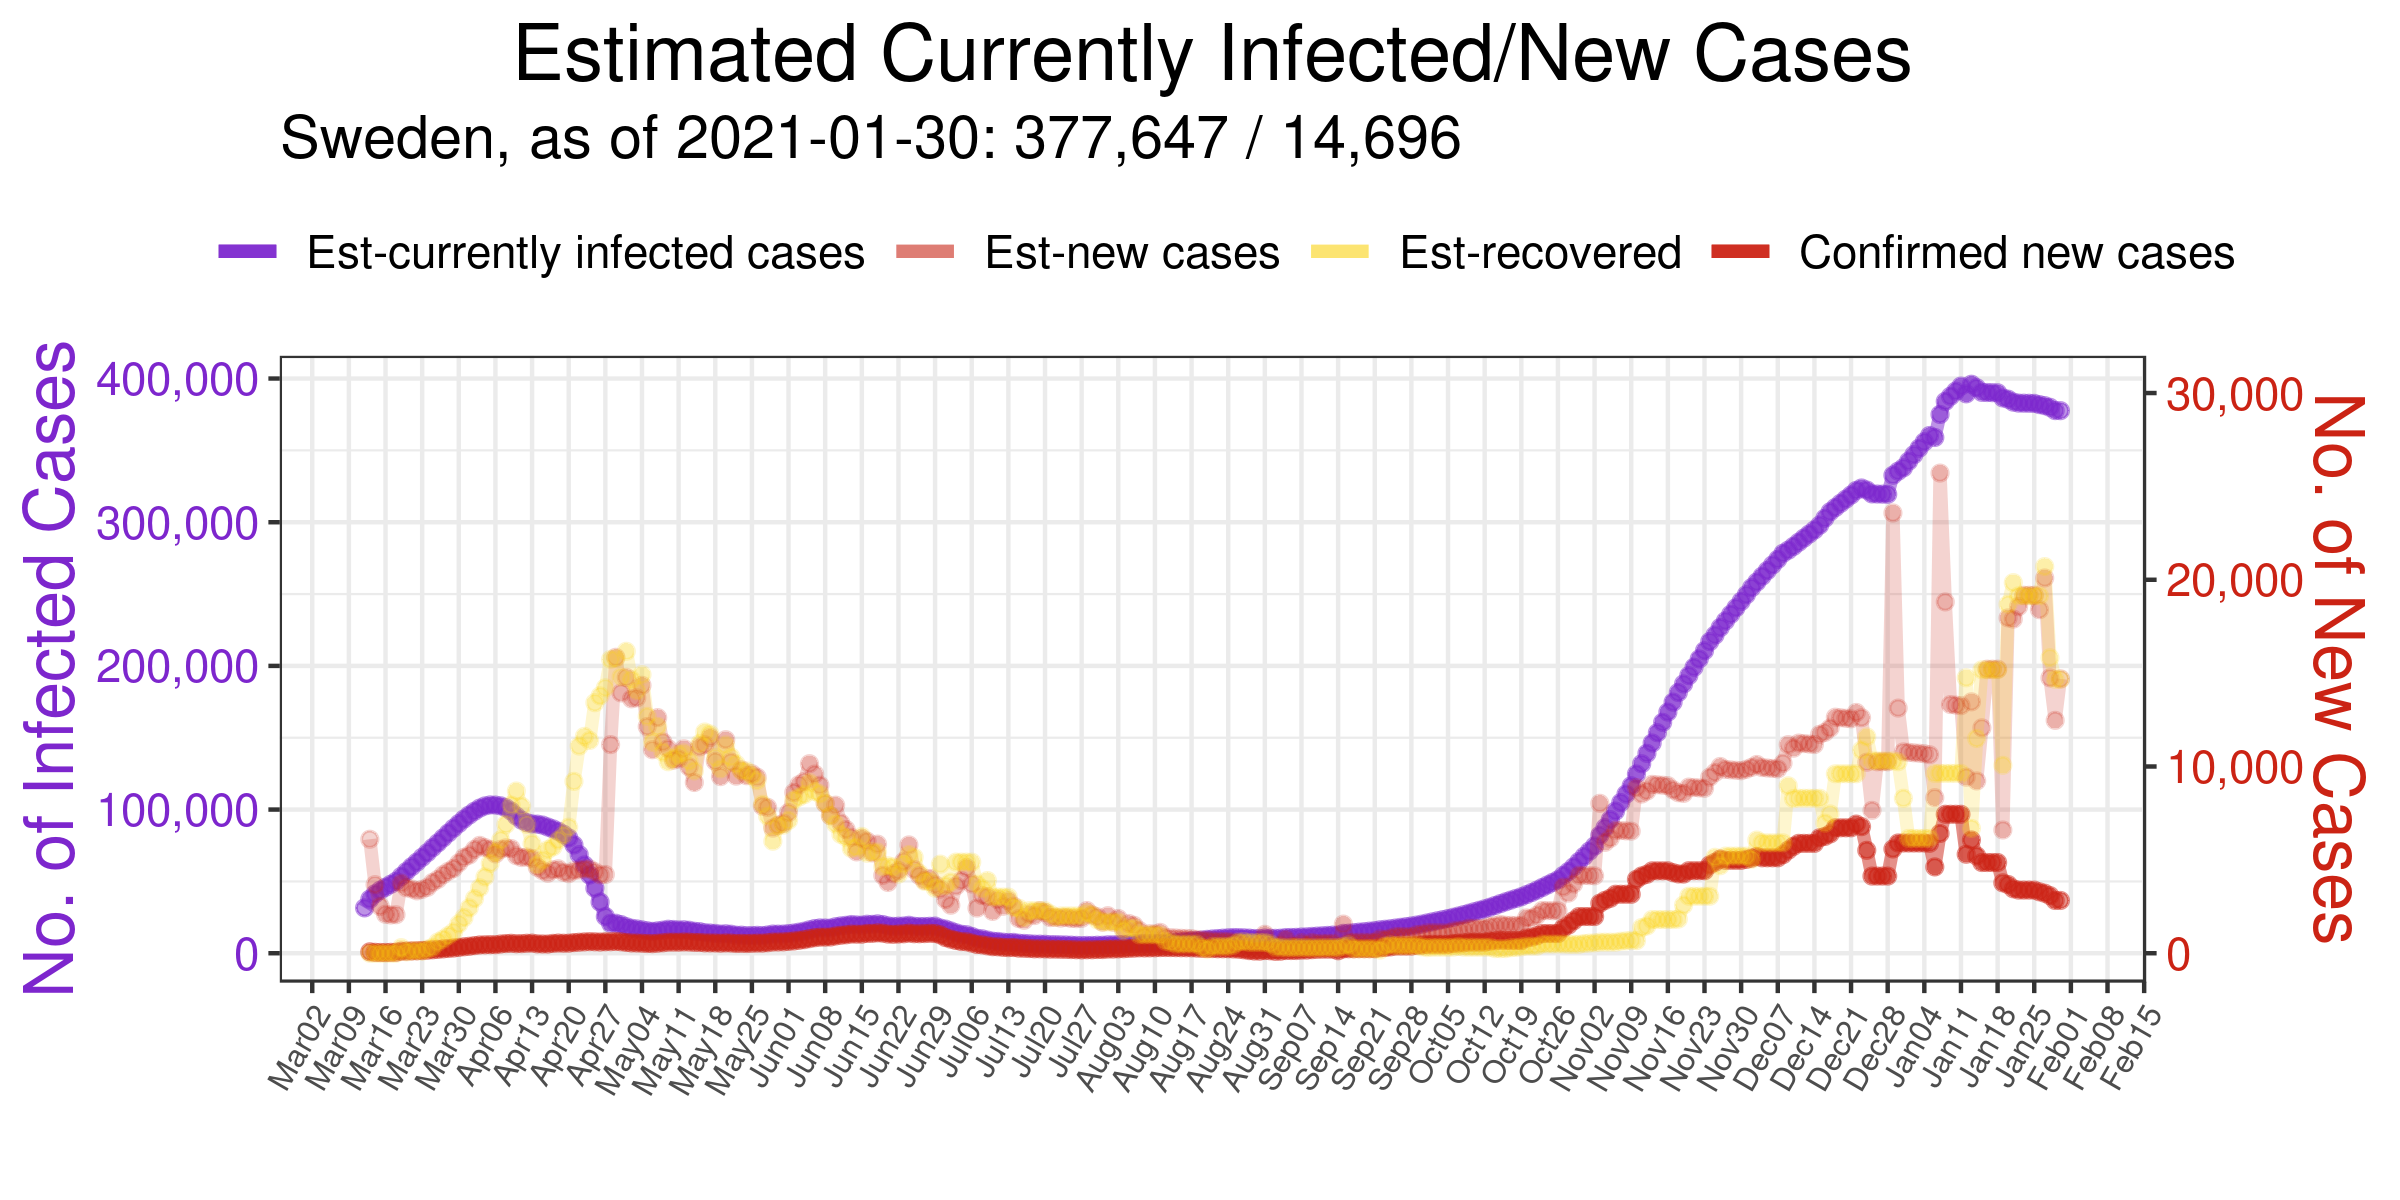 Estimated Currently Infected/New Cases
Sweden, as of 2021-01-30: 377,647 / 14,696
Est-currently infected cases
Est-new cases
Est-recovered
Confirmed new cases
No. of Infected Cases
400,000
300,000
200,000
100,000
0
30,000
20,000
10,000
0
No. of New Cases
Mar02
Mar09
Mar16
Mar23
Mar30
Apr06
Apr13
Apr20
Apr27
May04
May11
May18
May25
Jun01
Jun08
Jun15
Jun22
Jun29
Jul06
Jul13
Jul20
Jul27
Aug03
Aug10
Aug17
Aug24
Aug31
Sep07
Sep14
Sep21
Sep28
Oct05
Oct12
Oct19
Oct26
Nov02
Nov09
Nov16
Nov23
Nov30
Dec07
Dec14
Dec21
Dec28
Jan04
Jan11
Jan18
Jan25
Feb01
Feb08
Feb15